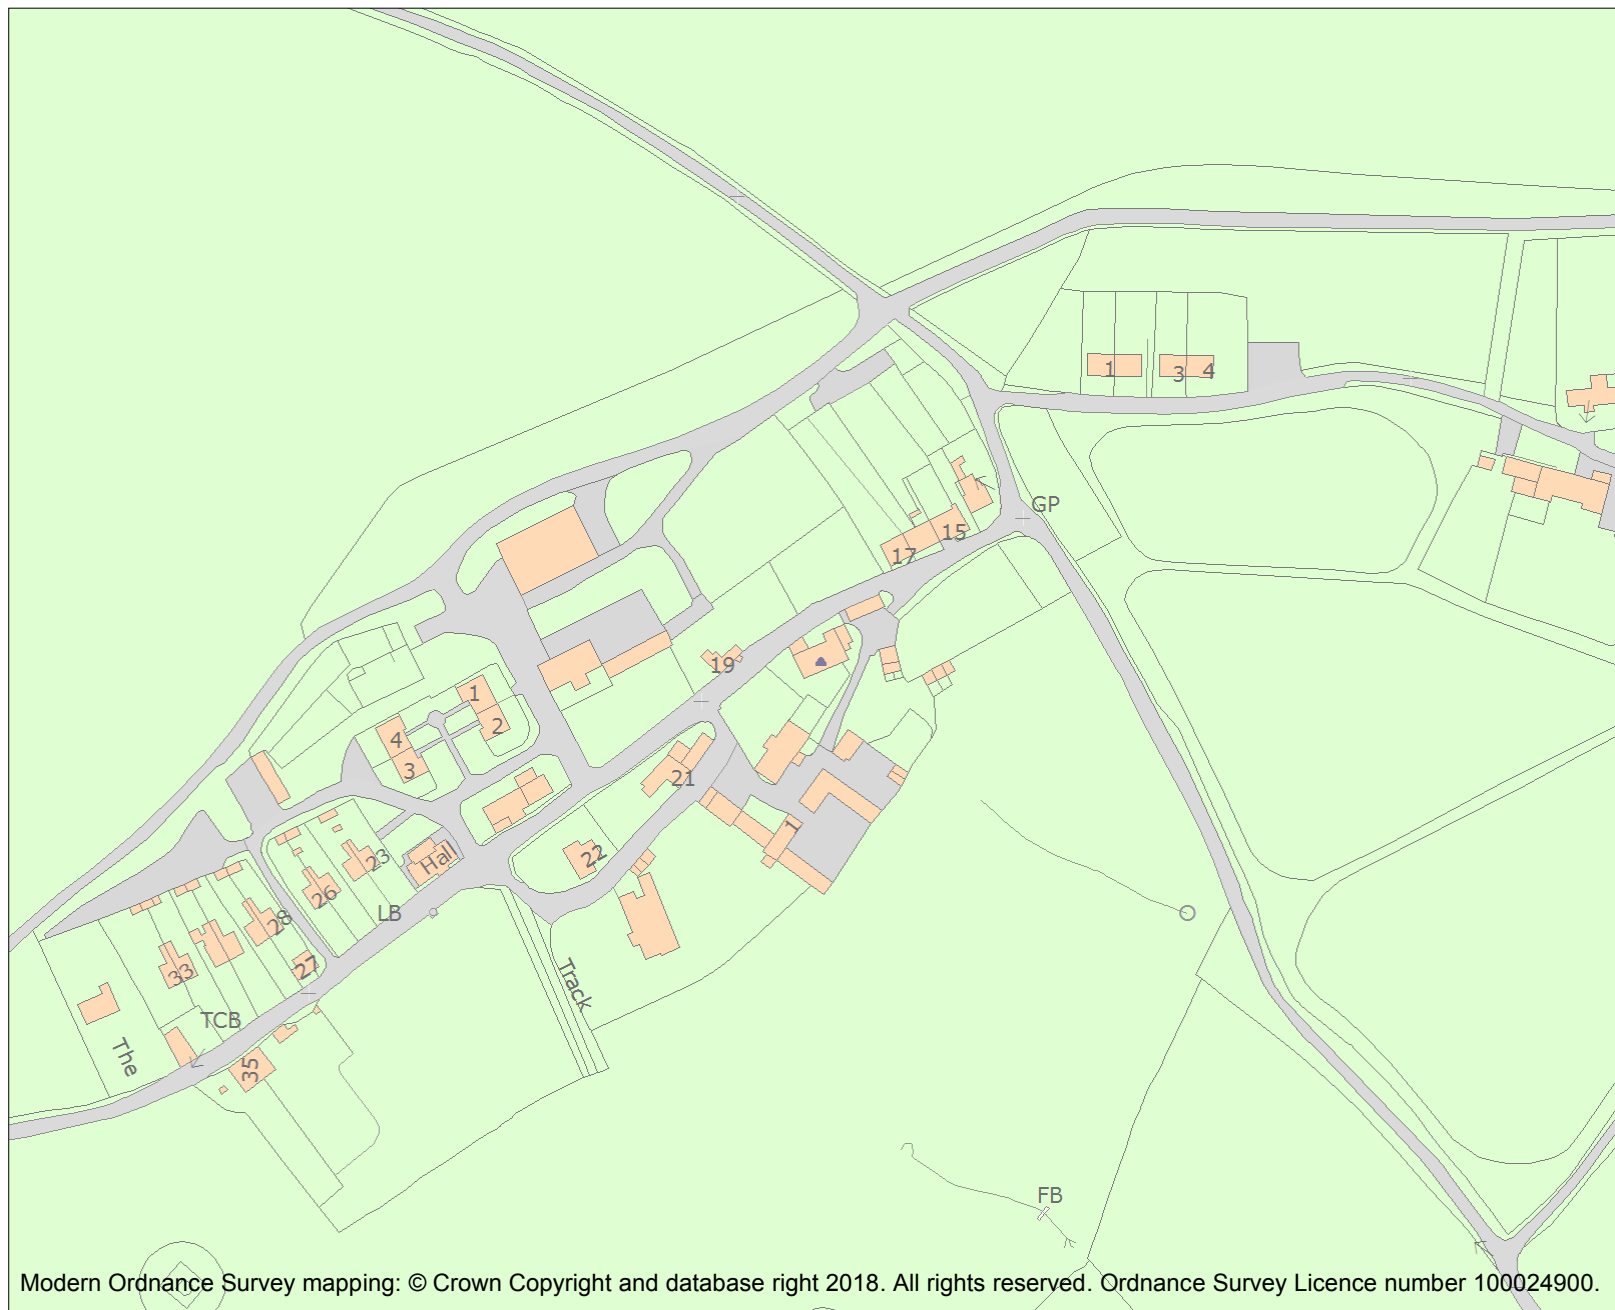 1
3
4
GP
15
17
19
1
2
4
3
21
1
23
Hall
22
26
LB
28
27
33
Track
TCB
The
35
FB
Modern Ordnance Survey mapping: © Crown Copyright and database right 2018. All rights reserved. Ordnance Survey Licence number 100024900.